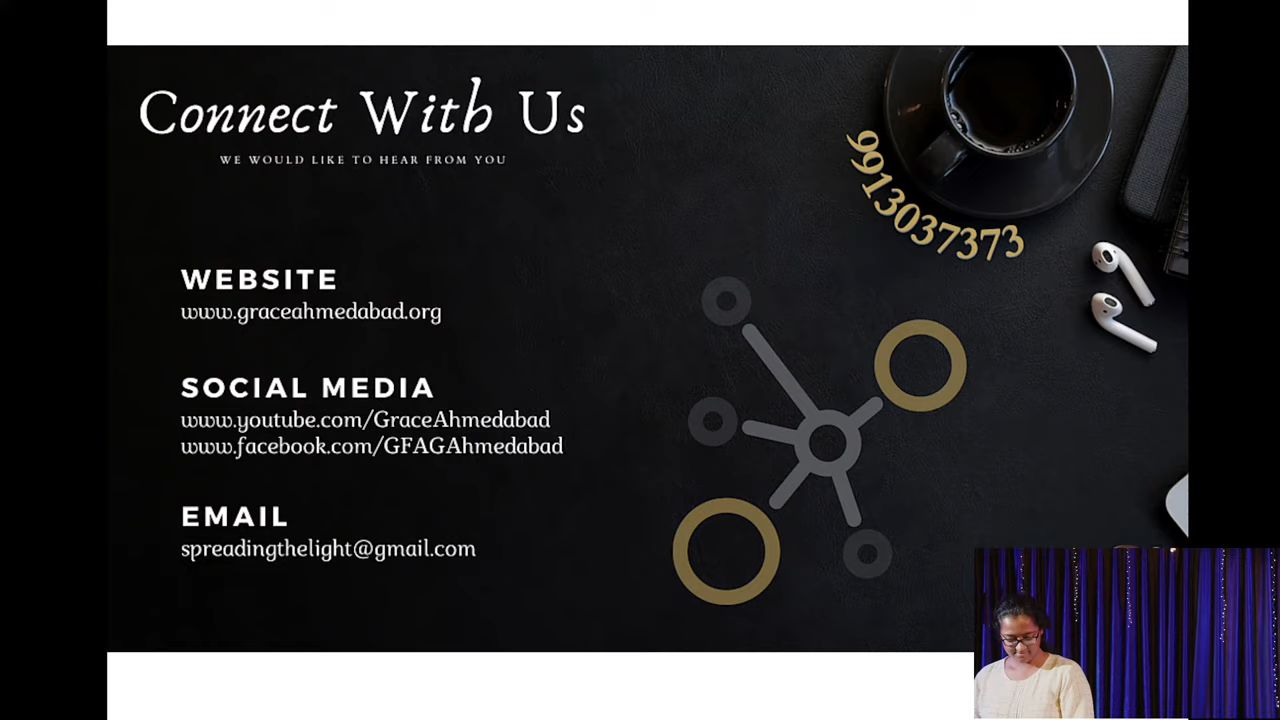 Connect With Us
WE WOULD LIKE TO HEAR FROM YOU
9913037373
WEBSITE
www.graceahmedabad.org
SOCIAL MEDIA
www.youtube.com/GraceAhmedabad
www.facebook.com/GFAGAhmedabad
EMAIL
spreadingthelight@gmail.com